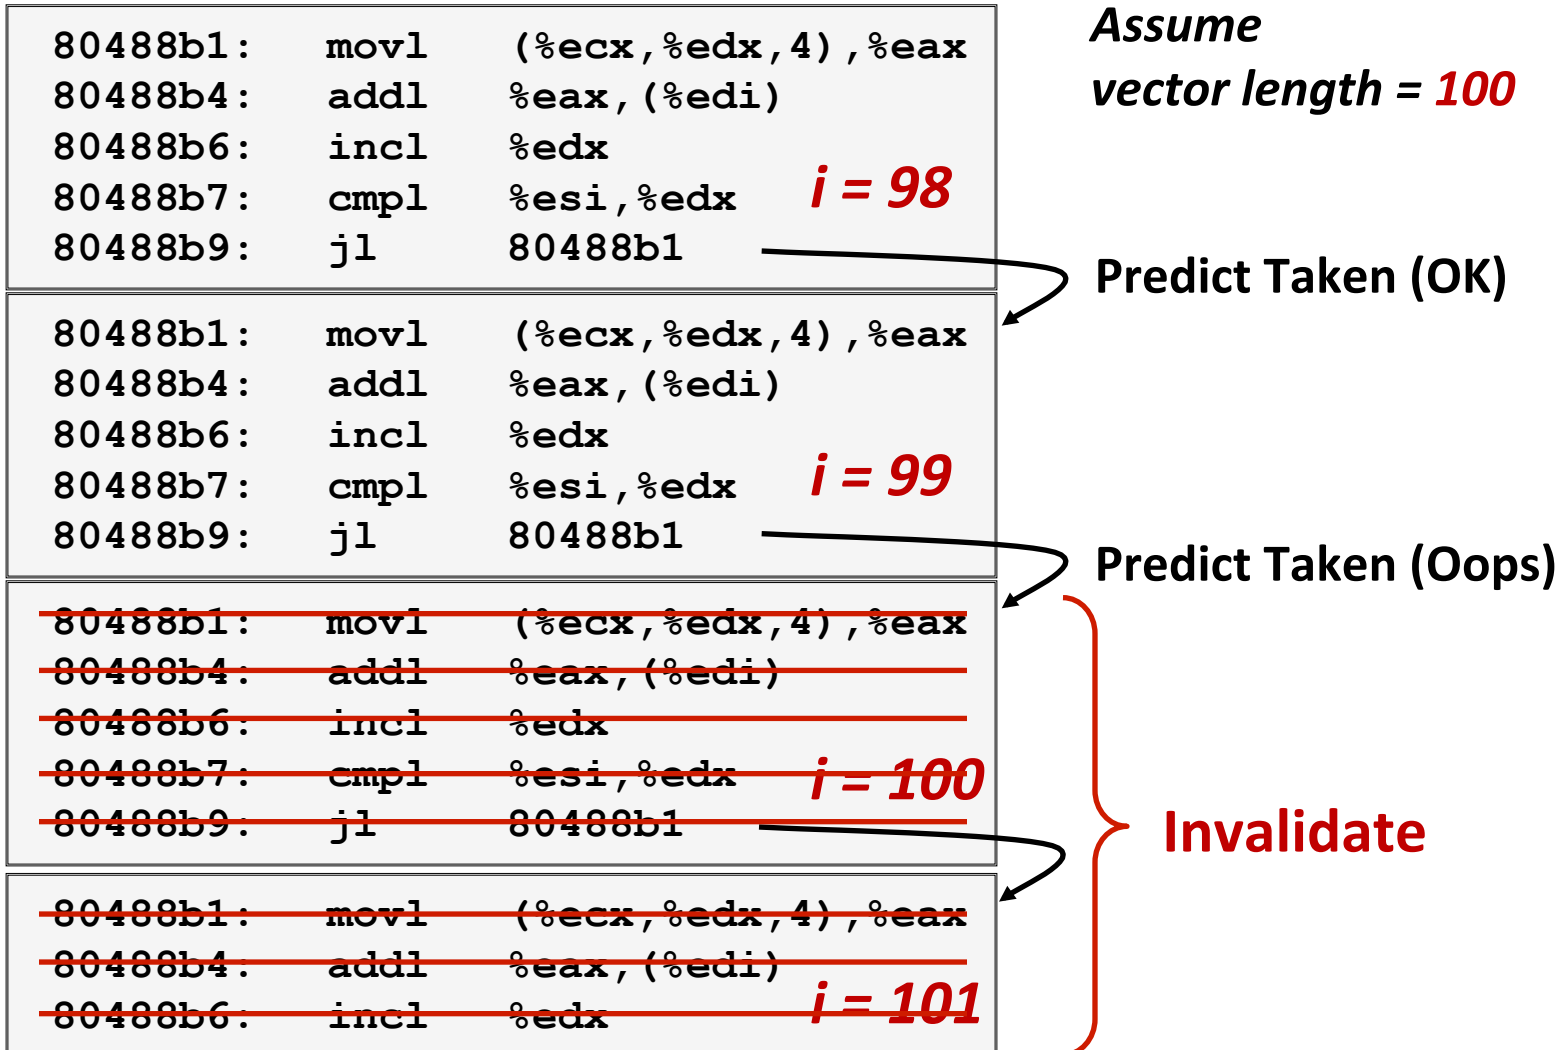 Assume
vector length = 100
80488b1: movl (%ecx,%edx,4),%eax
80488b4: addl %eax,(%edi)
80488b6: incl %edx
80488b7: cmpl %esi,%edx
i = 98
80488b9: jl 80488b1
Predict Taken (OK)
80488b1: movl (%ecx,%edx,4),%eax
80488b4: addl %eax,(%edi)
80488b6: incl %edx
80488b7: cmpl %esi,%edx
i = 99
80488b9: jl 80488b1
Predict Taken (Oops)
80488b1: movl (%ecx,%edx,4),%eax
80488b4: addl %eax,(%edi)
80488b6: incl %edx
80488b7: cmpl %esi,%edx
i = 100
80488b9: jl 80488b1
Invalidate
80488b1: movl (%ecx,%edx,4),%eax
80488b4: addl %eax,(%edi)
80488b6: incl %edx
i = 101